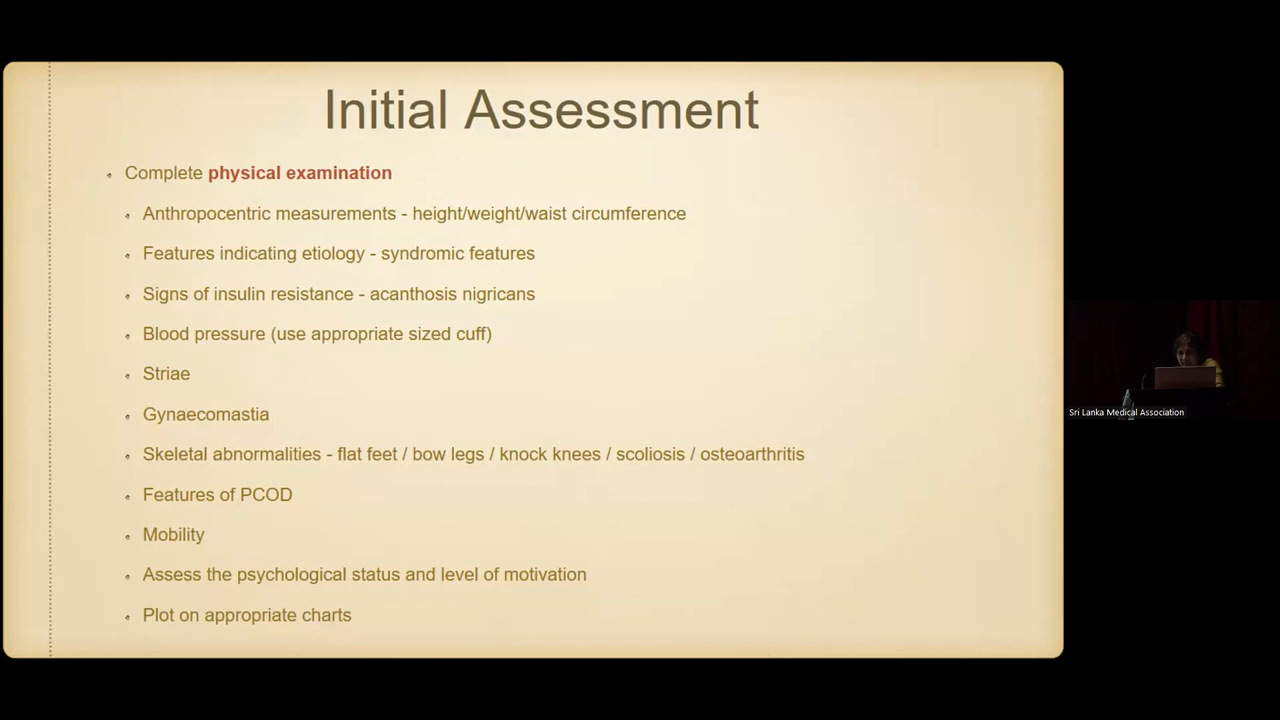 Initial Assessment
Complete physical examination
Anthropocentric measurements - height/weight/waist circumference
Features indicating etiology - syndromic features
Signs of insulin resistance - acanthosis nigricans
Blood pressure (use appropriate sized cuff)
Striae
Gynaecomastia
Skeletal abnormalities - flat feet / bow legs / knock knees / scoliosis / osteoarthritis
Features of PCOD
Mobility
Assess the psychological status and level of motivation
Plot on appropriate charts
Sri Lanka Medical Association